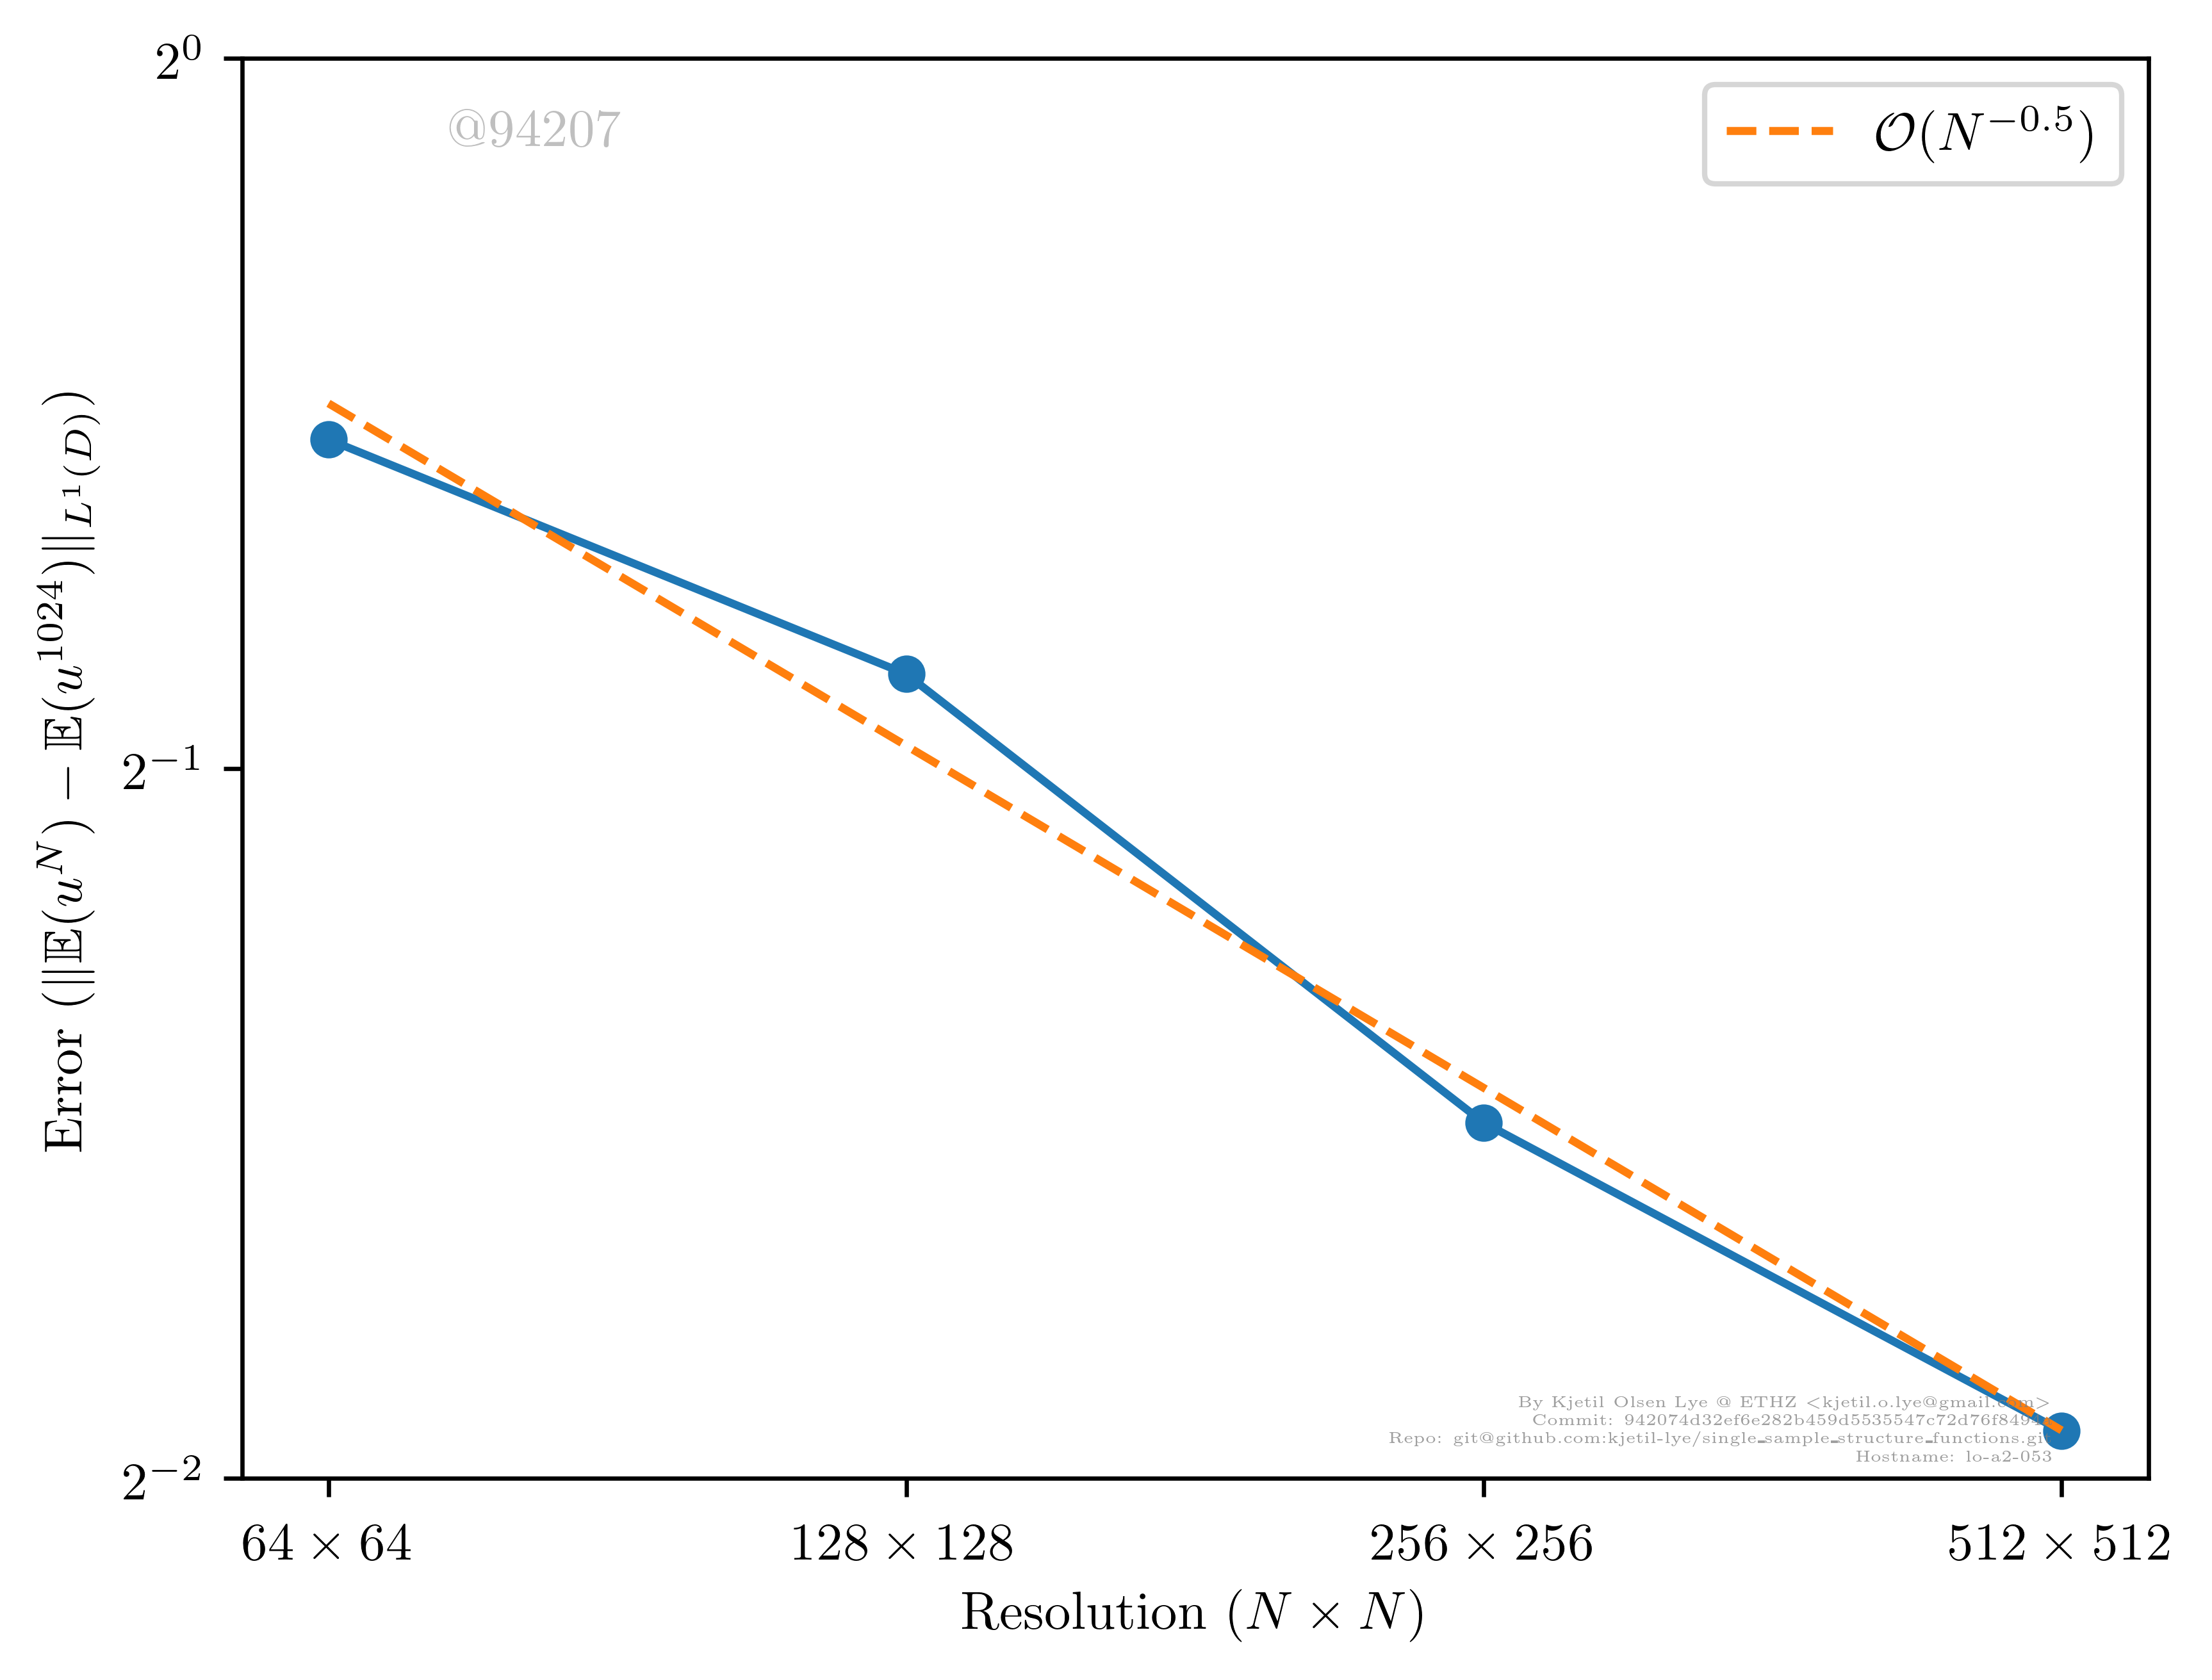 2^0
@94207
O(N^{-0.5})
Error (||E(u^N) − E(u^{1024})||_{L^1(D)})
2^{-1}
By Kjetil Olsen Lye @ ETHZ <kjetil.o.lye@gmail.com>
Commit: 942074d32ef6e282b459d5535547c72d76f849
Repo: git@github.com:kjetil-lye/single_sample_structure_functions.git
Hostname: lo-a2-053
2^{-2}
64 × 64 128 × 128 256 × 256 512 × 512
Resolution (N × N)